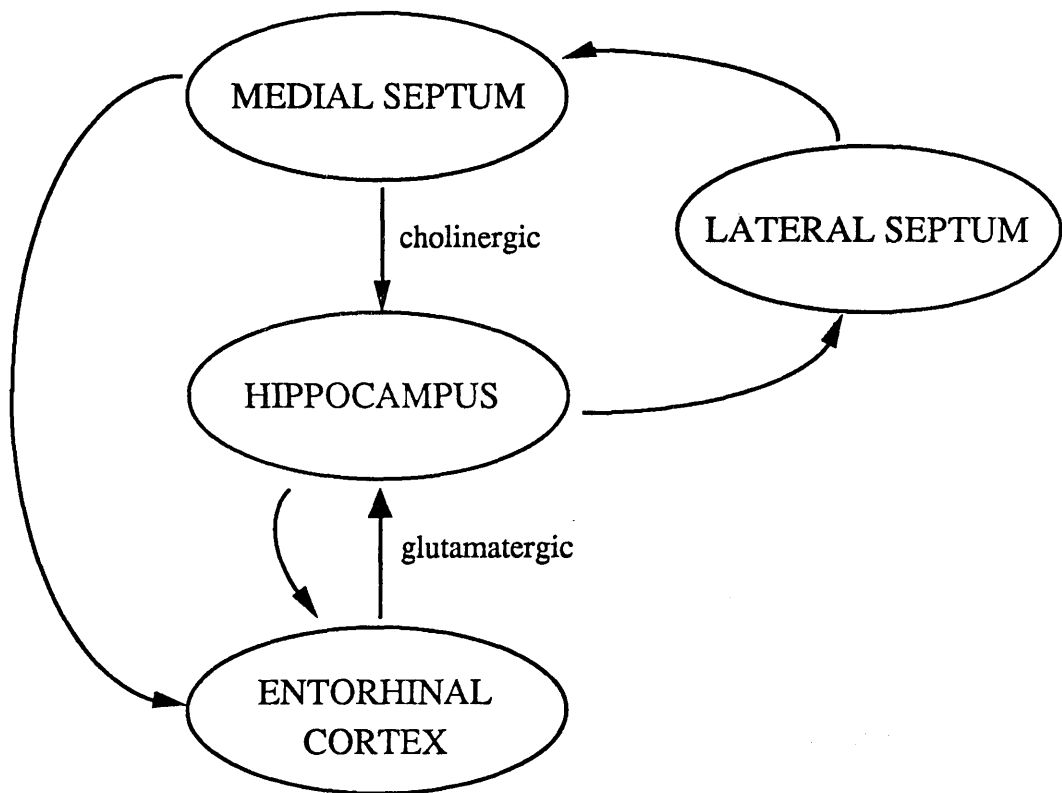 MEDIAL SEPTUM
LATERAL SEPTUM
cholinergic
HIPPOCAMPUS
glutamatergic
ENTORHINAL
CORTEX